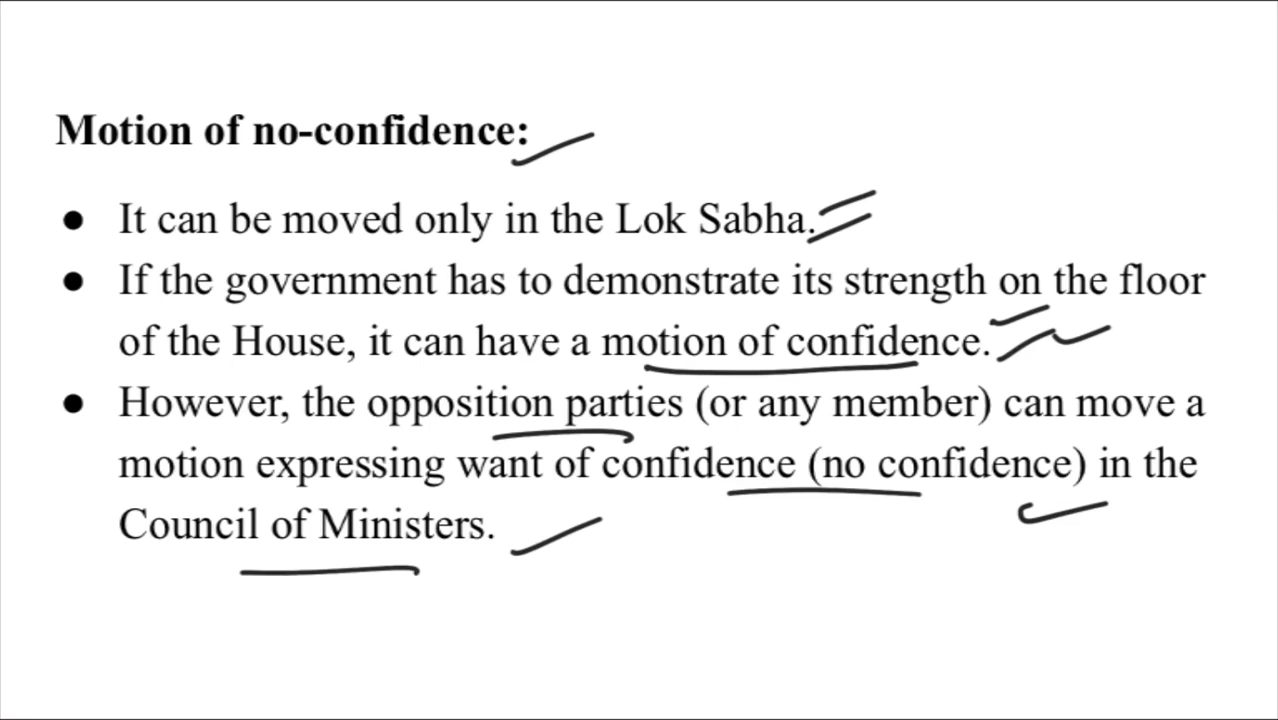 Motion of no-confidence:
● It can be moved only in the Lok Sabha.
● If the government has to demonstrate its strength on the floor
of the House, it can have a motion of confidence.
● However, the opposition parties (or any member) can move a
motion expressing want of confidence (no confidence) in the
Council of Ministers.